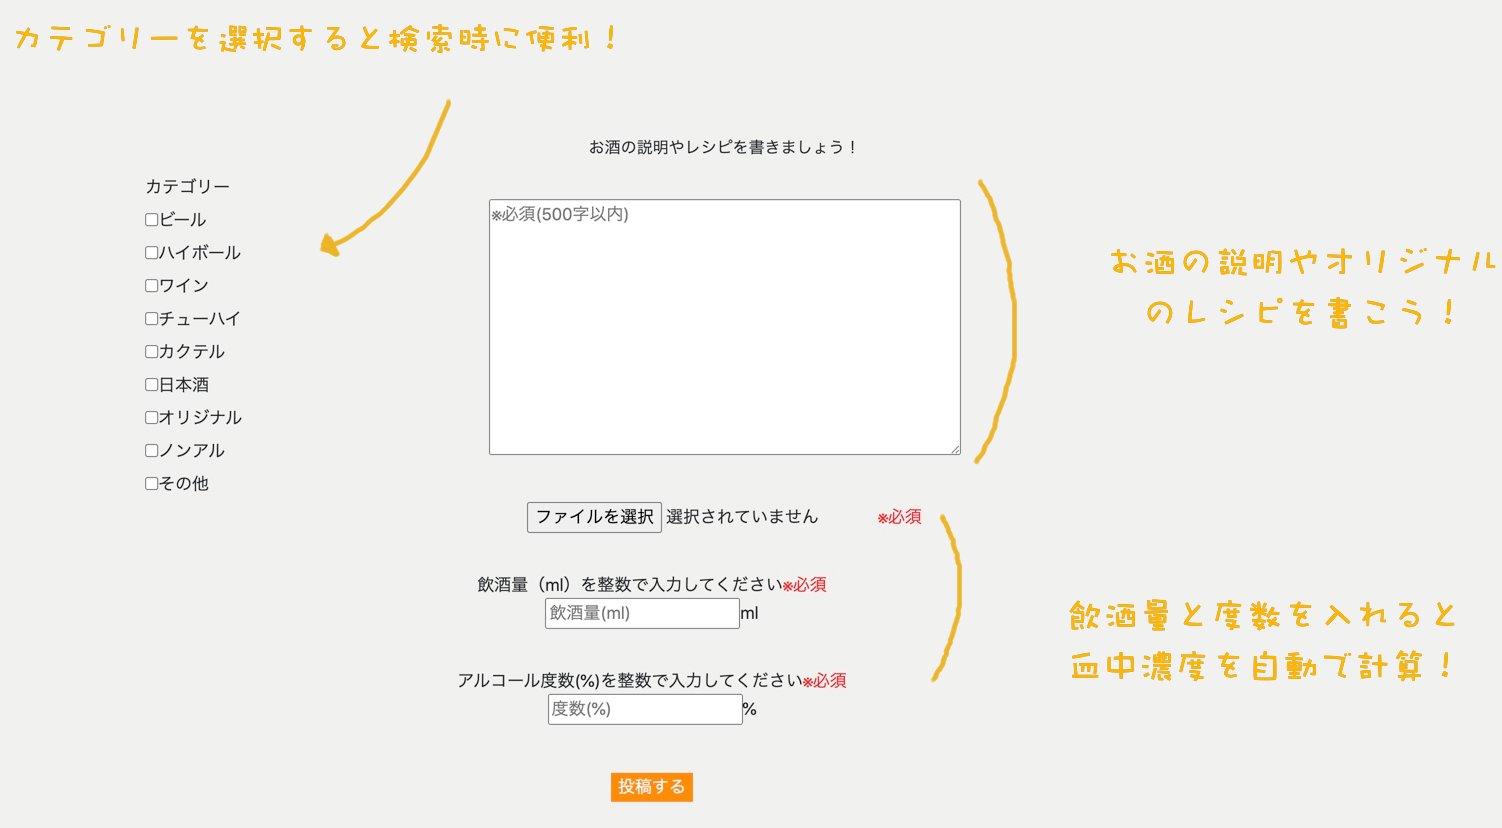 カテゴリーを選択すると検索時に便利！
お酒の説明やレシピを書きましょう！
カテゴリー
ビール
ハイボール
ワイン
チューハイ
カクテル
日本酒
オリジナル
ノンアル
その他
※必須(500字以内)
お酒の説明やオリジナル
のレシピを書こう！
ファイルを選択 選択されていません ※必須
飲酒量（ml）を整数で入力してください※必須
飲酒量(ml) ml
アルコール度数(%)を整数で入力してください※必須
度数(%) %
飲酒量と度数を入れると
血中濃度を自動で計算！
投稿する